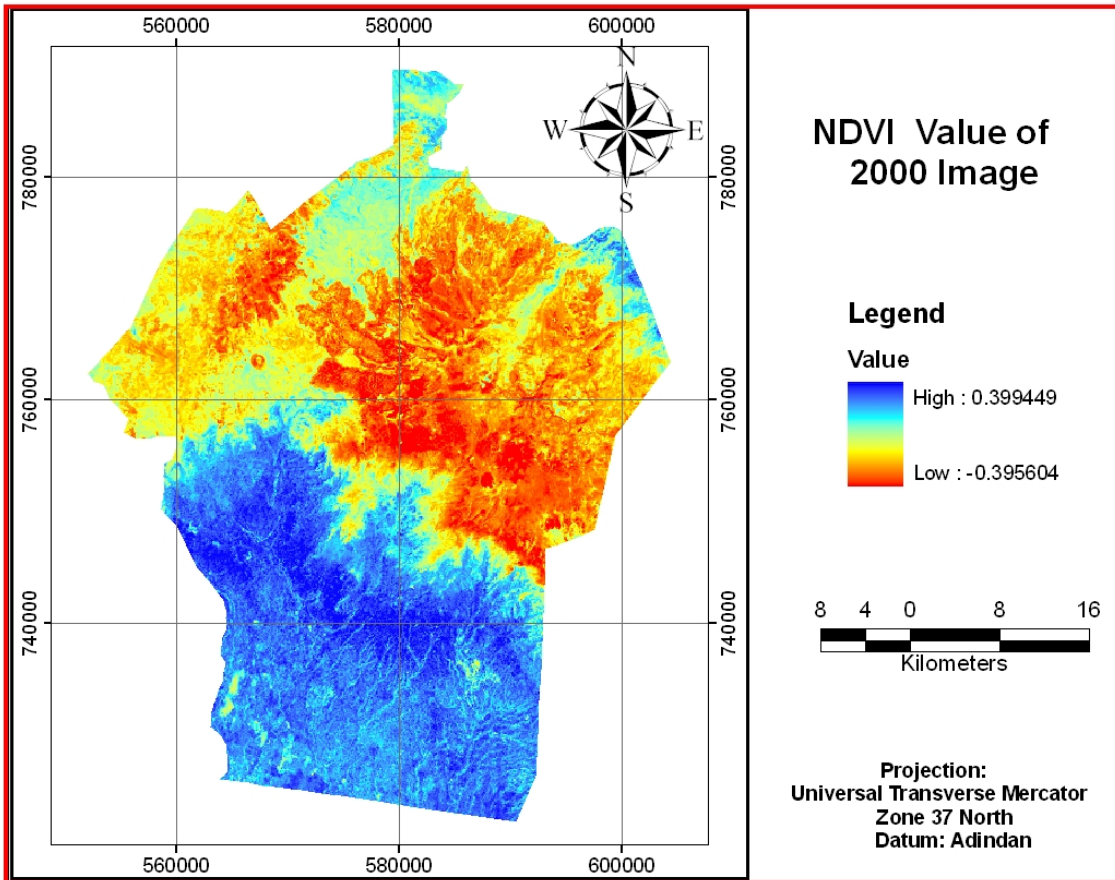 560000 580000 600000
N
W E
S
780000 780000
760000 760000
740000 740000
560000 580000 600000
NDVI Value of
2000 Image
Legend
Value
High : 0.399449
Low : -0.395604
8 4 0 8 16
Kilometers
Projection:
Universal Transverse Mercator
Zone 37 North
Datum: Adindan